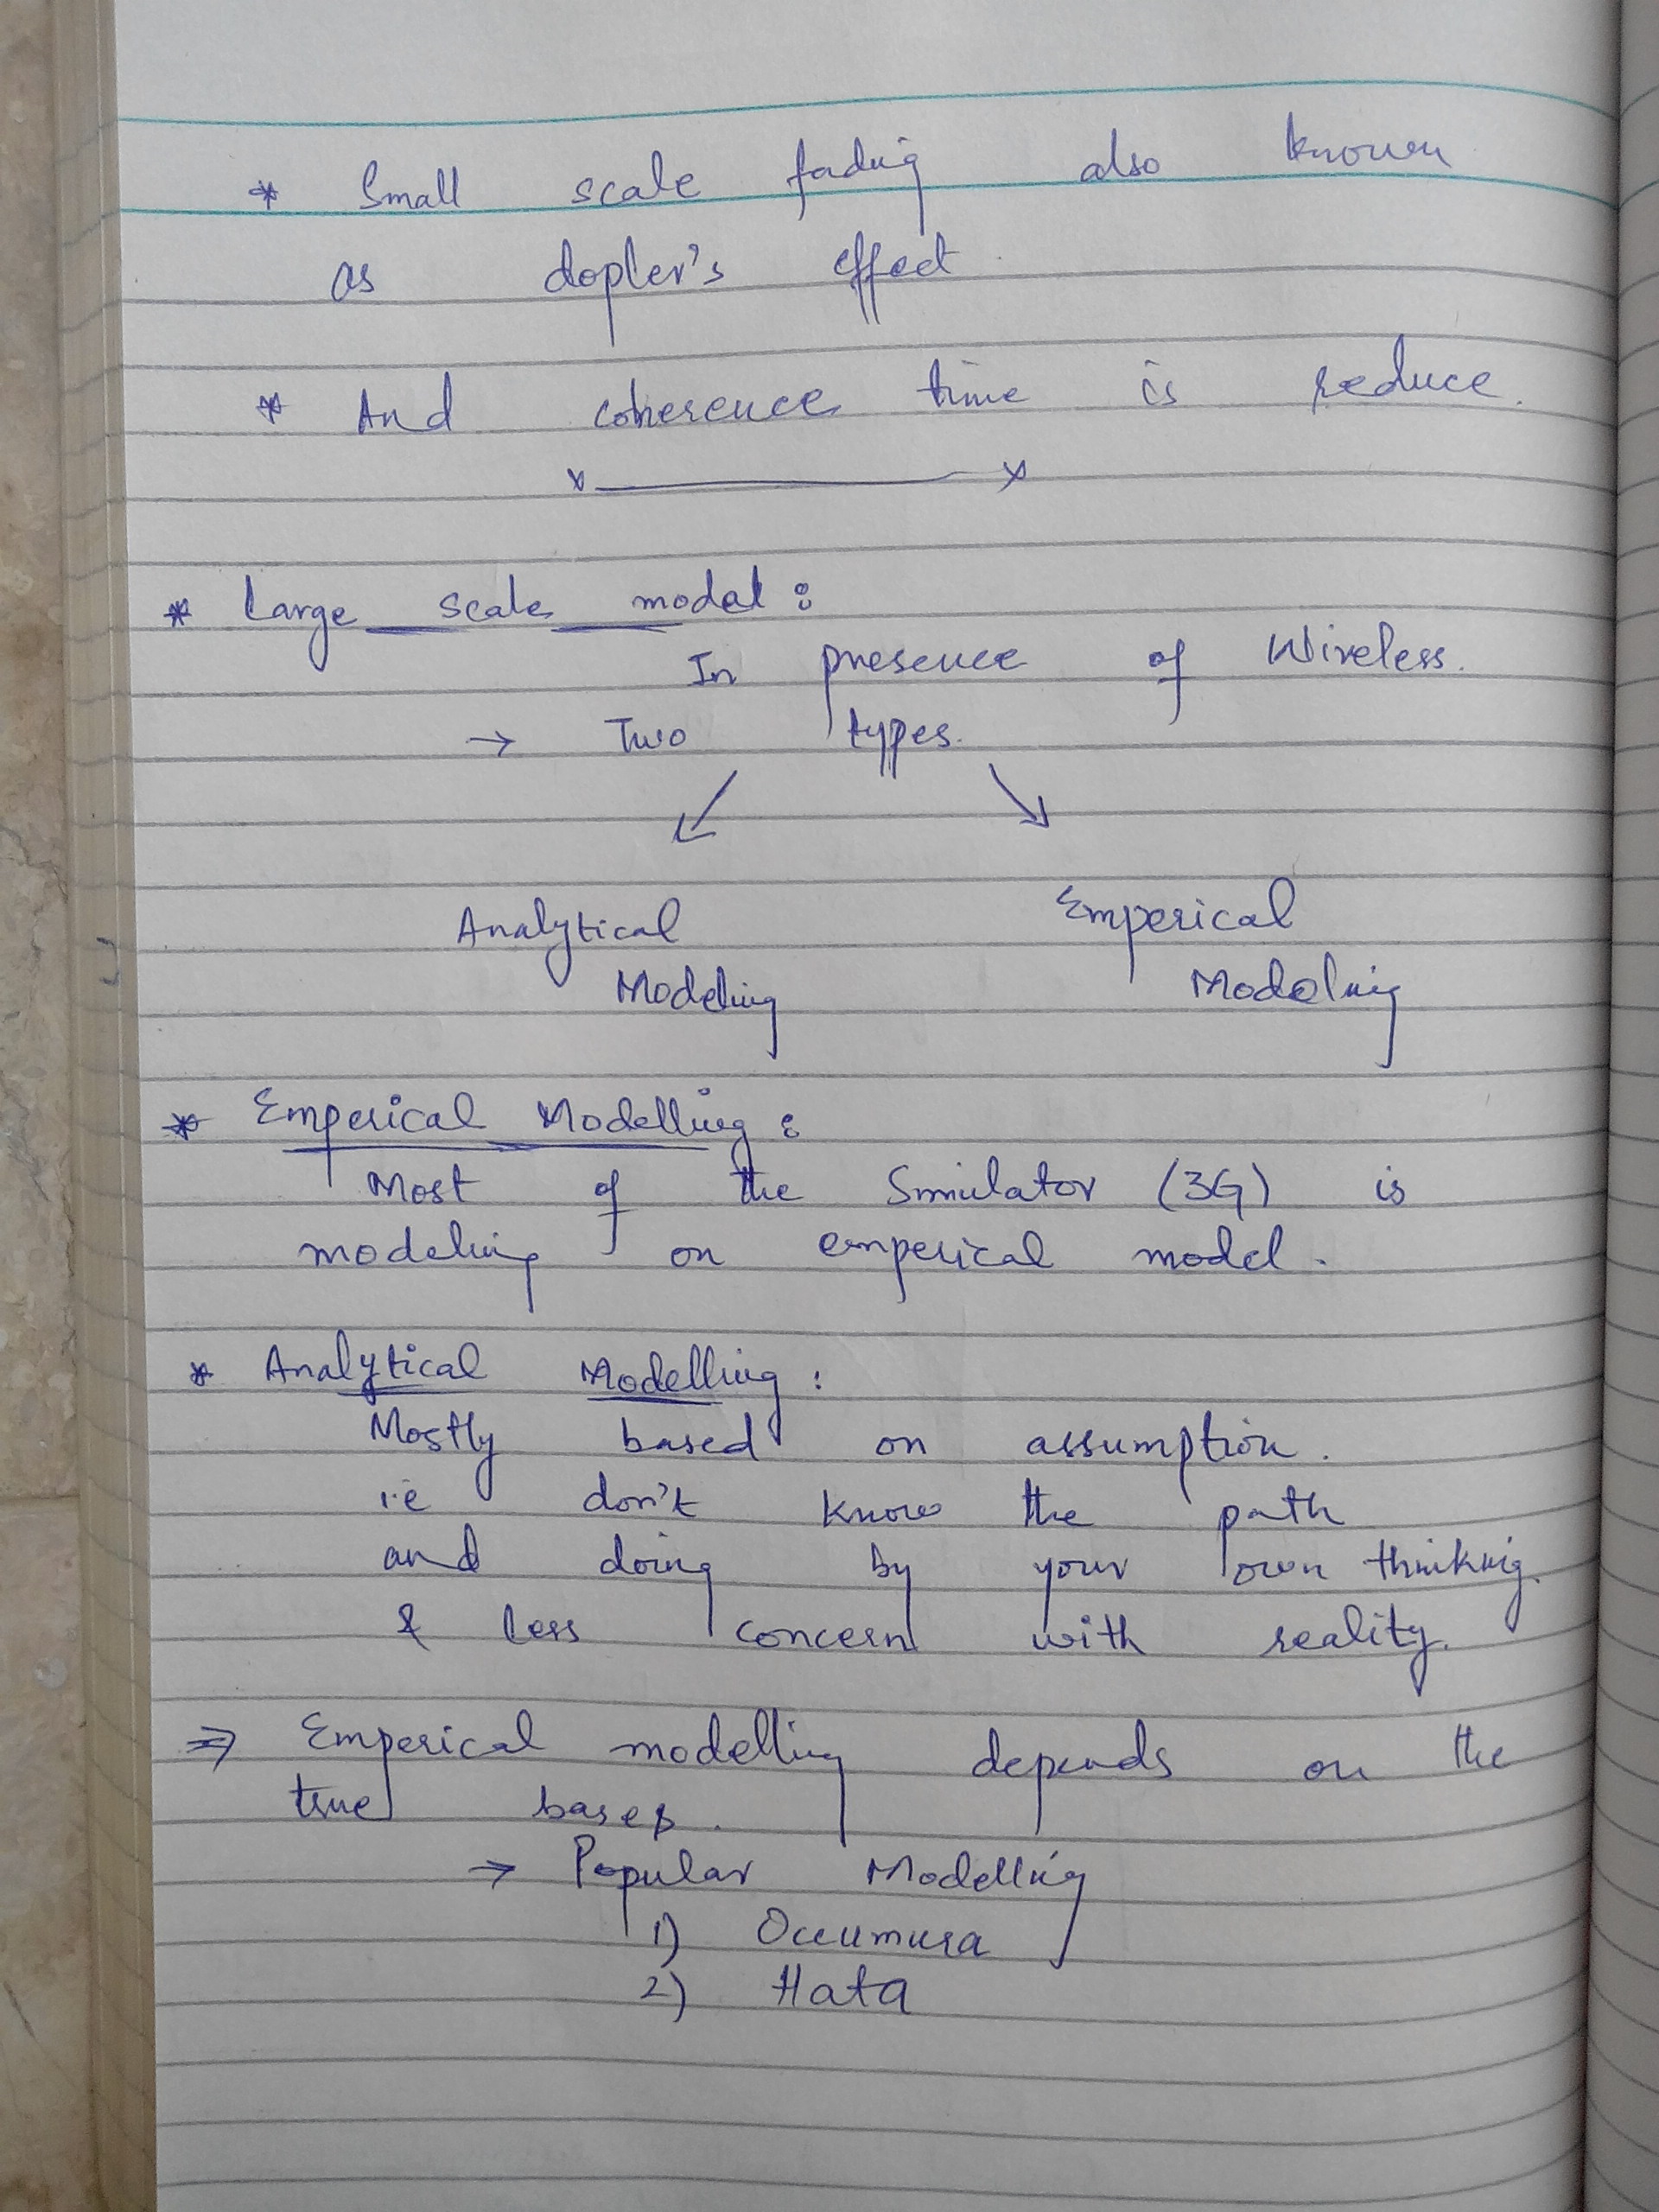 * Small scale fading also known
as dopler's effect
* And coherence time is reduce.
x———x
* Large scale model:
In presence of Wireless.
→ Two types.
Analytical Emperical
Modeling Modelnig
* Emperical Modelling:
Most of the Simulator (3G) is
modeling on emperical model.
* Analytical Modelling:
Mostly based on assumption.
i.e don't know the path
and doing by your own thinking.
& less concern with reality.
⇒ Emperical modelling depends on the
true bases.
→ Popular Modelling
1) Occumura
2) Hata